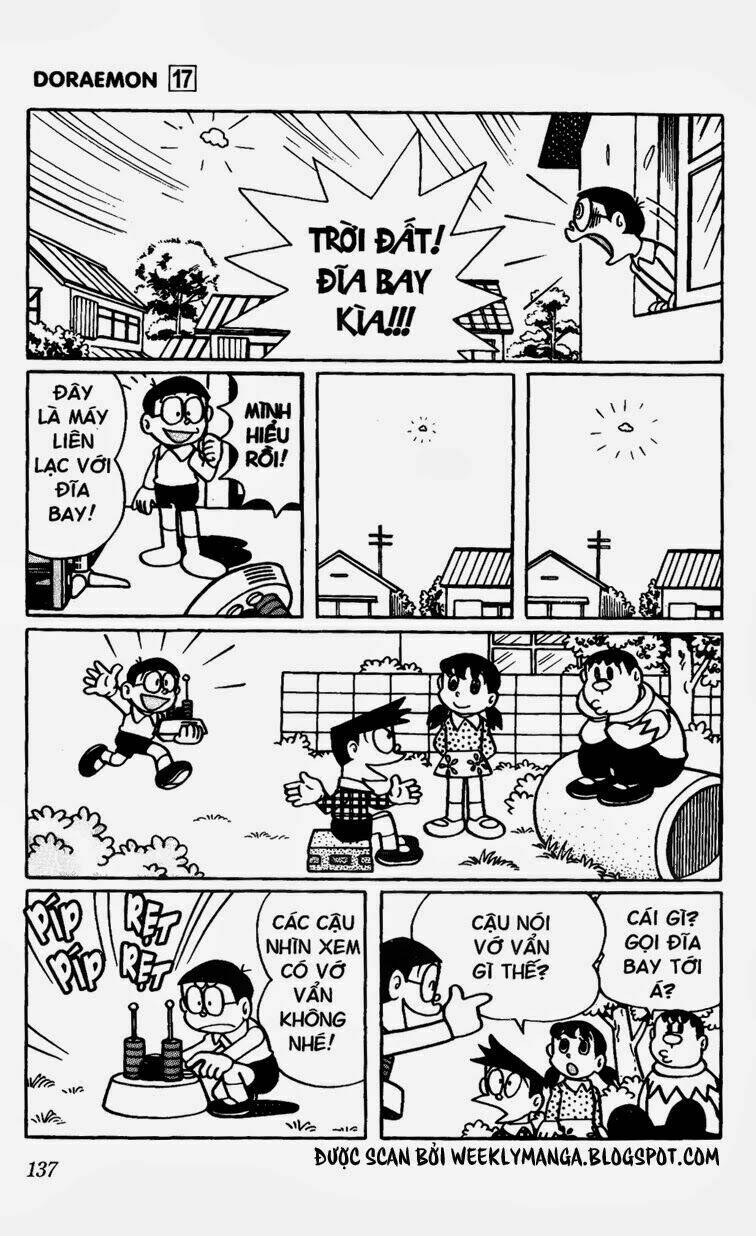 DORAEMON 17
TRỜI ĐẤT!
ĐĨA BAY
KÌA!!!
MÌNH
HIỂU
RỒI!
ĐÂY
LÀ MÁY
LIÊN
LẠC VỚI
ĐĨA
BAY!
CÁI GÌ?
GỌI ĐĨA
BAY TỚI
Á?
CẬU NÓI
VỚ VẨN
GÌ THẾ?
CÁC CẬU
NHÌN XEM
CÓ VỚ
VẨN
KHÔNG
NHÉ!
RẸT
RẸT
PÍP
PÍP
137
ĐƯỢC SCAN BỞI WEEKLYMANGA.BLOGSPOT.COM